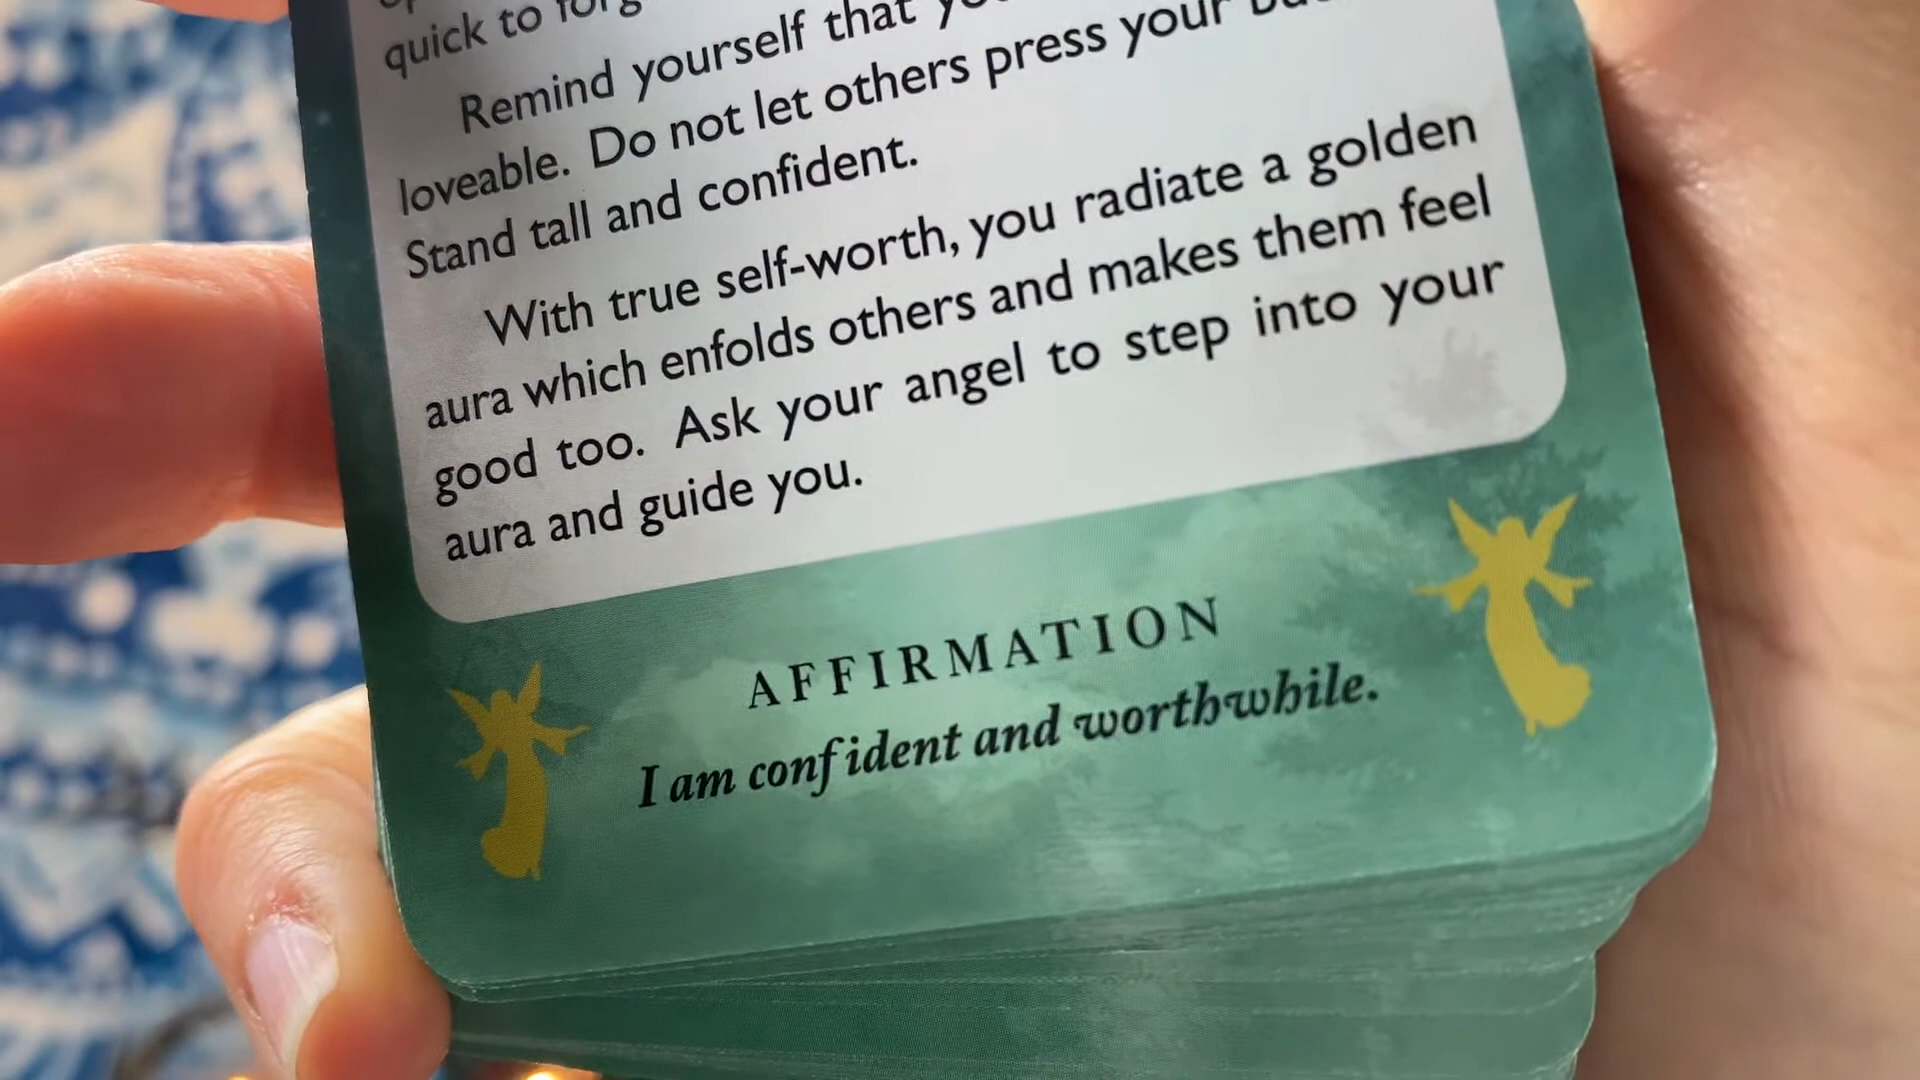 quick to
Remind yourself that
loveable. Do not let others press your
Stand tall and confident.
With true self-worth, you radiate a golden
aura which enfolds others and makes them feel
good too. Ask your angel to step into your
aura and guide you.
AFFIRMATION
I am confident and worthwhile.